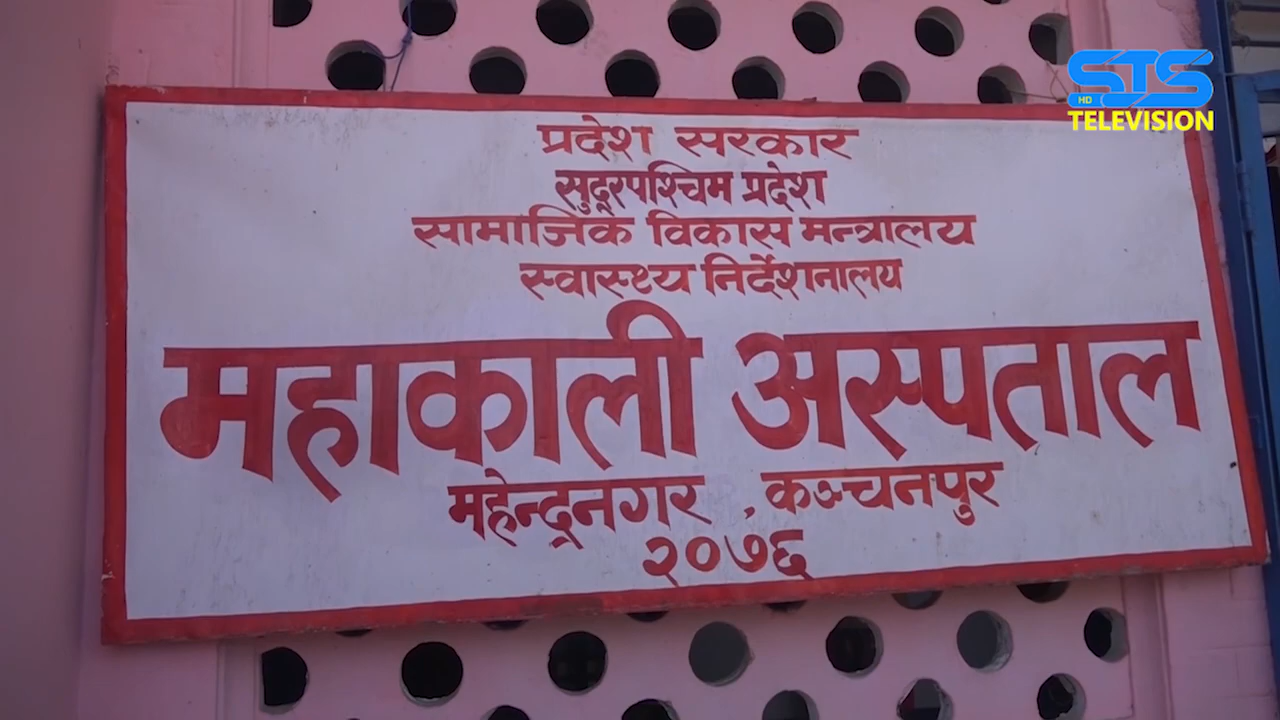 STS
HD
TELEVISION
प्रदेश सरकार
सुदूरपश्चिम प्रदेश
सामाजिक विकास मन्त्रालय
स्वास्थ्य निर्देशनालय
महाकाली अस्पताल
महेन्द्रनगर , कञ्चनपुर
२०७६